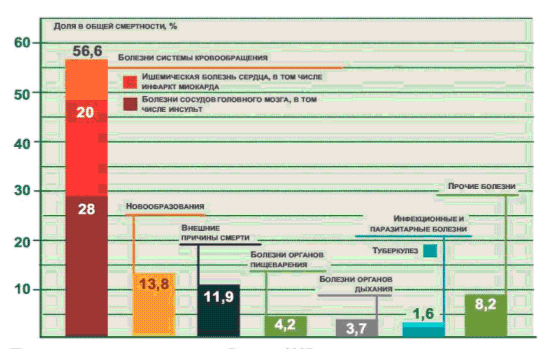 Доля в общей смертности, %
60
56,6
Болезни системы кровообращения
Ишемическая болезнь сердца, в том числе
инфаркт миокарда
50
20
Болезни сосудов головного мозга, в том
числе инсульт
40
30
28
Новообразования
Прочие болезни
Внешние
причины смерти
Инфекционные и
паразитарные болезни
20
Туберкулез
Болезни органов
пищеварения
Болезни органов
дыхания
10
13,8
11,9
4,2
3,7
1,6
8,2